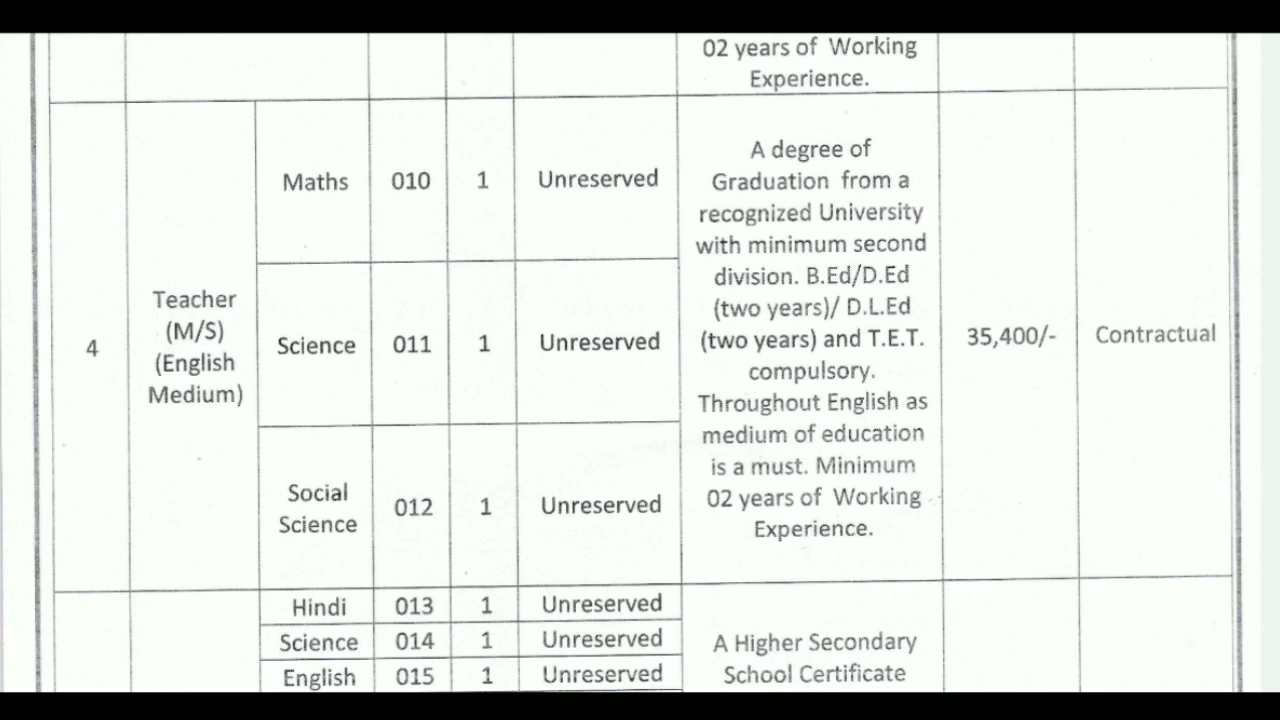 02 years of Working
Experience.
4
Teacher
(M/S)
(English
Medium)
Maths 010 1 Unreserved
Science 011 1 Unreserved
Social
Science
012 1 Unreserved
A degree of
Graduation from a
recognized University
with minimum second
division. B.Ed/D.Ed
(two years)/ D.L.Ed
(two years) and T.E.T.
compulsory.
Throughout English as
medium of education
is a must. Minimum
02 years of Working
Experience.
35,400/-
Contractual
Hindi 013 1 Unreserved
Science 014 1 Unreserved
English 015 1 Unreserved
A Higher Secondary
School Certificate